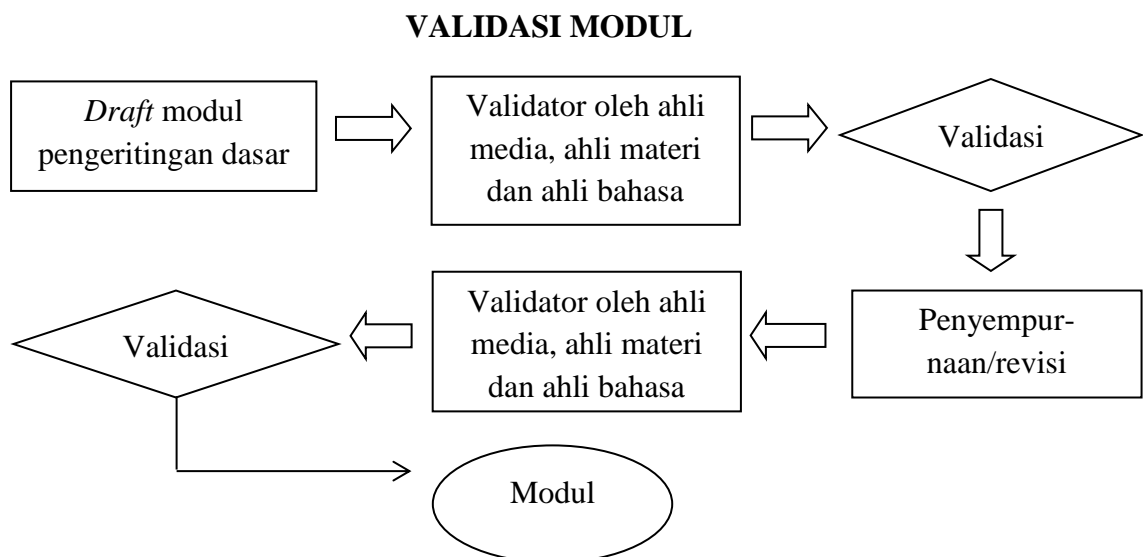 VALIDASI MODUL
Draft modul
pengeritingan dasar
Validator oleh ahli
media, ahli materi
dan ahli bahasa
Validasi
Penyempur-
naan/revisi
Validator oleh ahli
media, ahli materi
dan ahli bahasa
Validasi
Modul